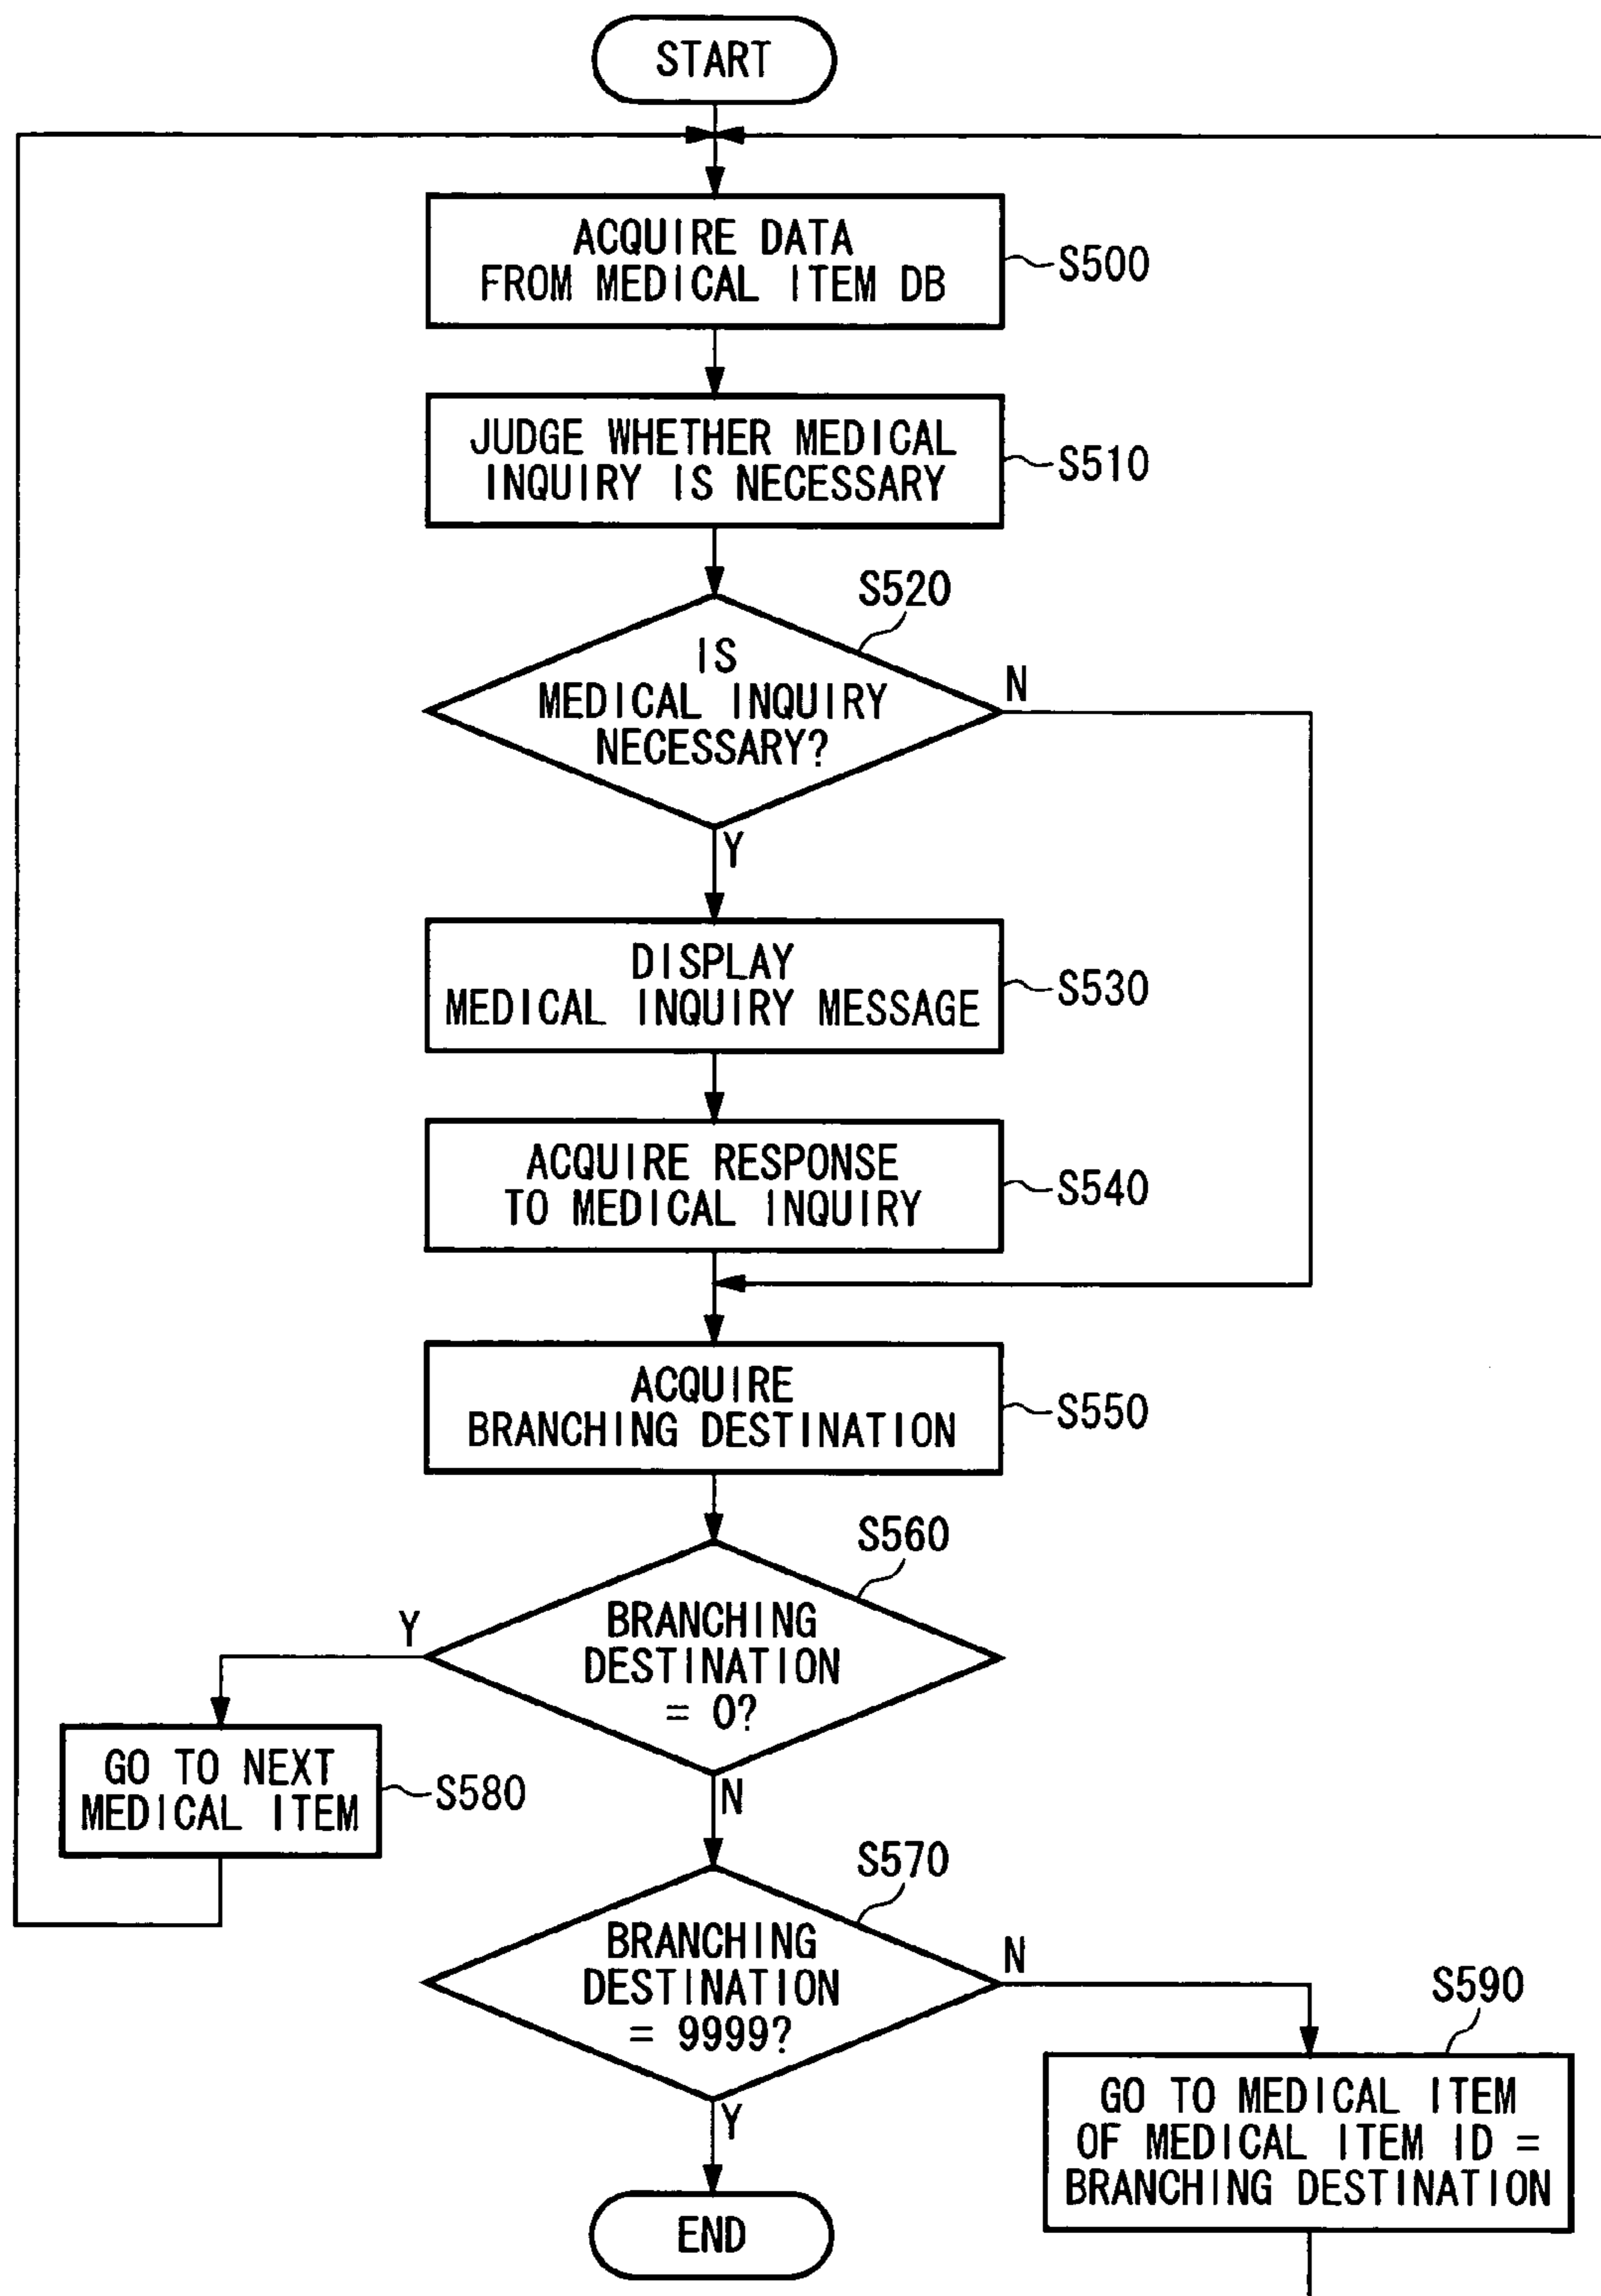 START
ACQUIRE DATA
FROM MEDICAL ITEM DB
S500
JUDGE WHETHER MEDICAL
INQUIRY IS NECESSARY
S510
S520
IS
MEDICAL INQUIRY
NECESSARY?
N
Y
DISPLAY
MEDICAL INQUIRY MESSAGE
S530
ACQUIRE RESPONSE
TO MEDICAL INQUIRY
S540
ACQUIRE
BRANCHING DESTINATION
S550
S560
BRANCHING
DESTINATION
= 0?
Y
N
GO TO NEXT
MEDICAL ITEM
S580
S570
BRANCHING
DESTINATION
= 9999?
N
Y
S590
GO TO MEDICAL ITEM
OF MEDICAL ITEM ID =
BRANCHING DESTINATION
END